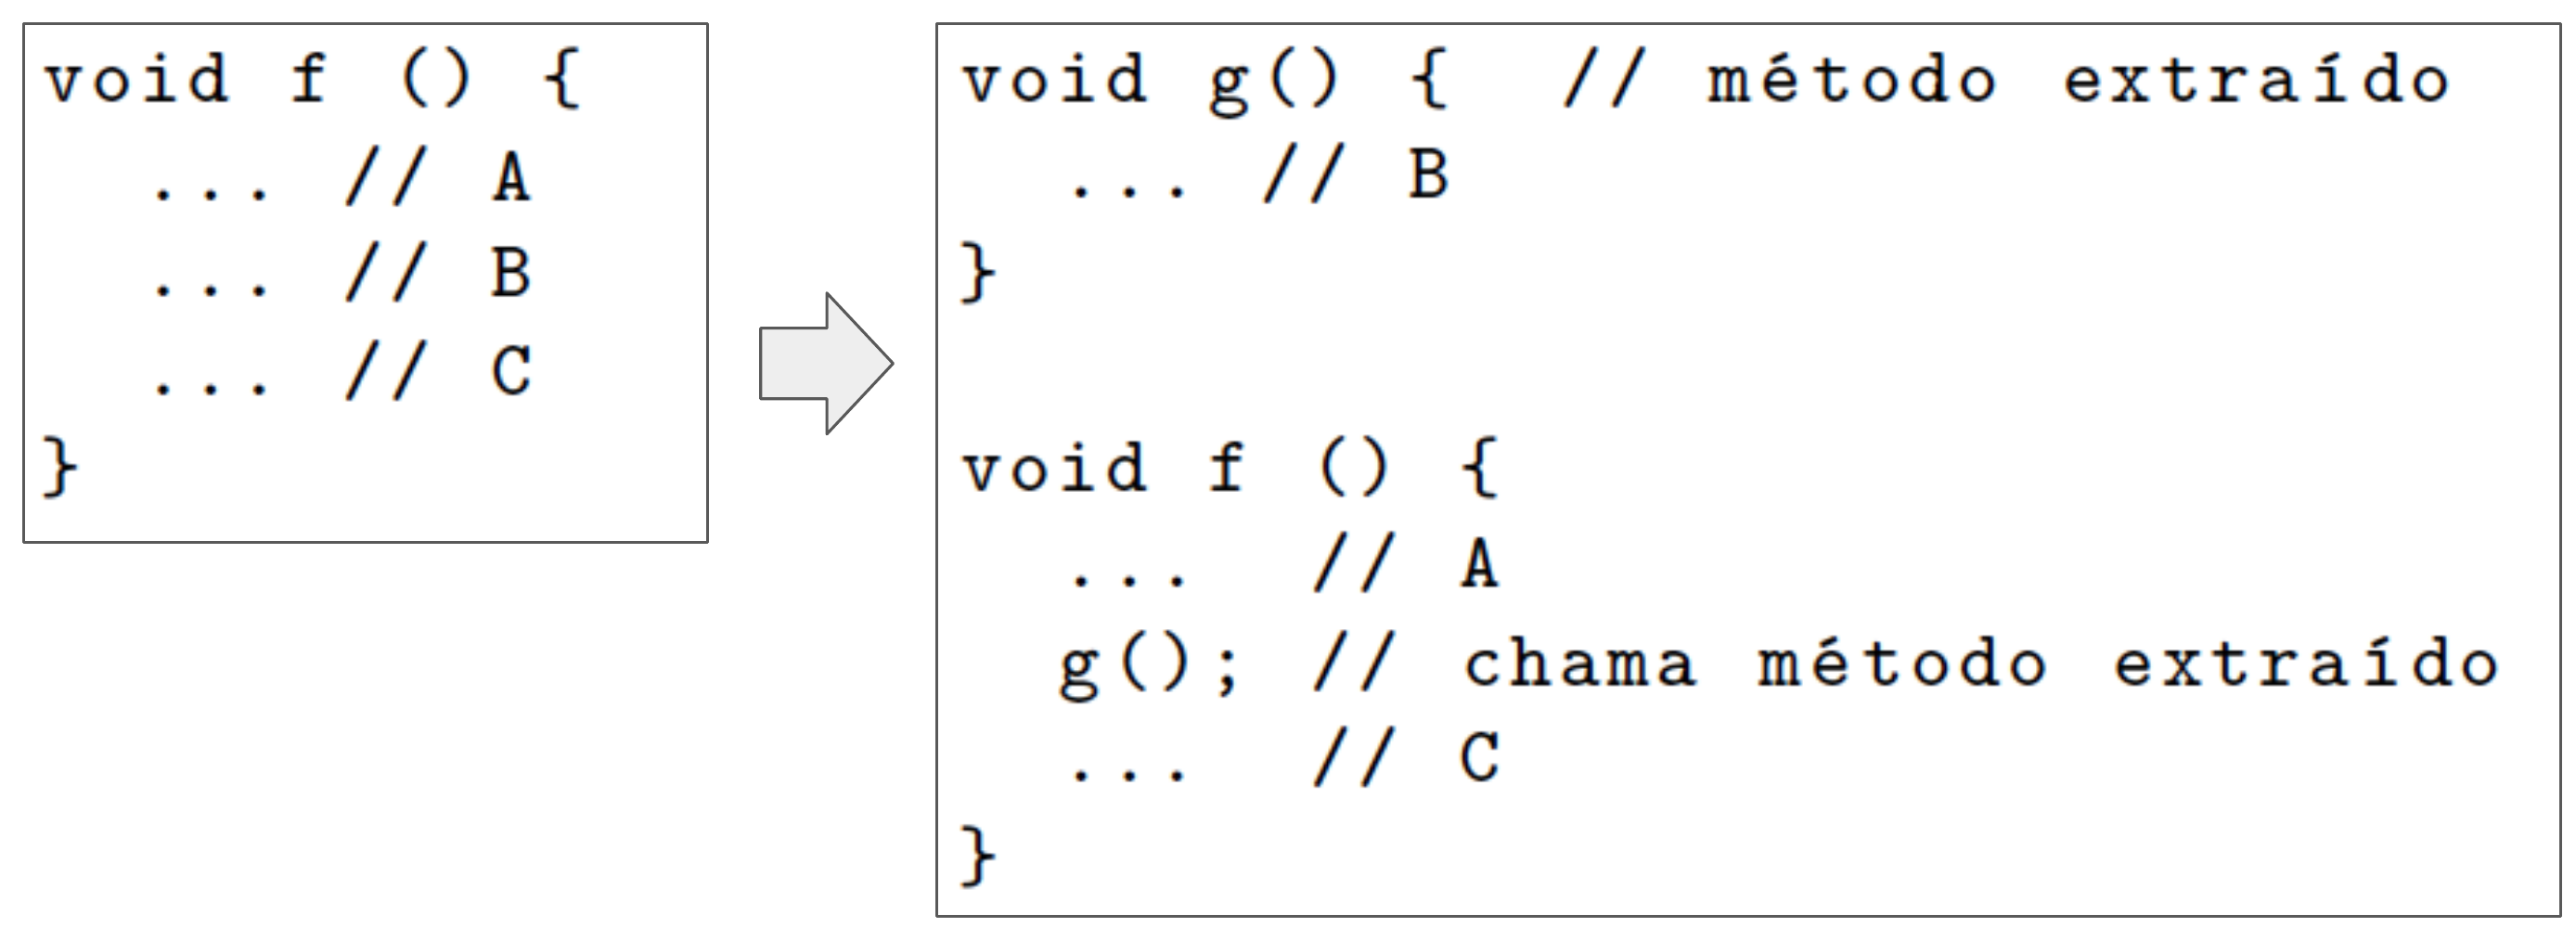 void f () {
... // A
... // B
... // C
}
void g() { // método extraído
... // B
}
void f () {
... // A
g(); // chama método extraído
... // C
}